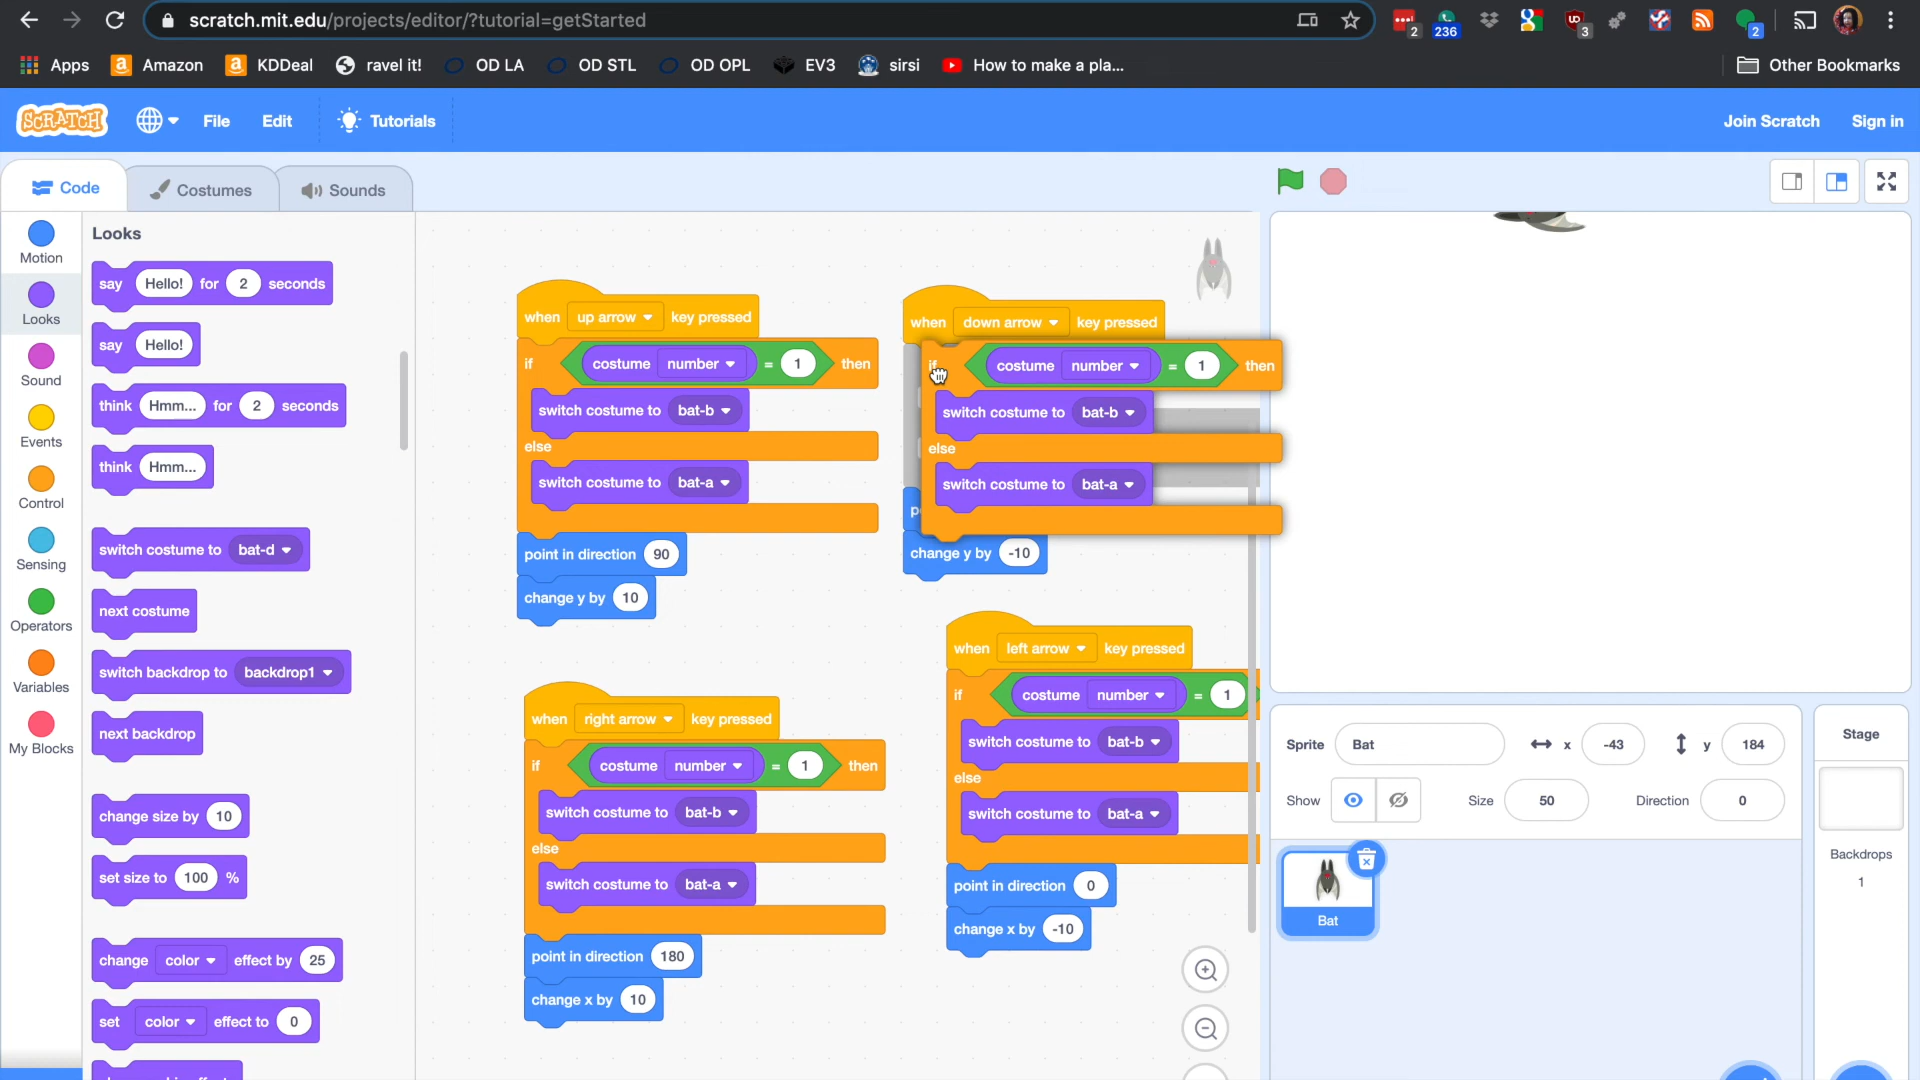 scratch.mit.edu/projects/editor/?tutorial=getStarted
2
236
3
2
Apps
Amazon
KDDeal
ravel it!
OD LA
OD STL
OD OPL
EV3
sirsi
How to make a pla...
Other Bookmarks
SCRATCH
File
Edit
Tutorials
Join Scratch
Sign in
Code
Costumes
Sounds
Motion
Looks
Sound
Events
Control
Sensing
Operators
Variables
My Blocks
Looks
say Hello! for 2 seconds
say Hello!
think Hmm... for 2 seconds
think Hmm...
switch costume to bat-d
next costume
switch backdrop to backdrop1
next backdrop
change size by 10
set size to 100 %
change color effect by 25
set color effect to 0
when up arrow key pressed
if costume number = 1 then
switch costume to bat-b
else
switch costume to bat-a
point in direction 90
change y by 10
when down arrow key pressed
if costume number = 1 then
switch costume to bat-b
else
switch costume to bat-a
change y by -10
when right arrow key pressed
if costume number = 1 then
switch costume to bat-b
else
switch costume to bat-a
point in direction 180
change x by 10
when left arrow key pressed
if costume number = 1
switch costume to bat-b
else
switch costume to bat-a
point in direction 0
change x by -10
Sprite Bat x -43 y 184
Show Size 50 Direction 0
Bat
Stage
Backdrops
1